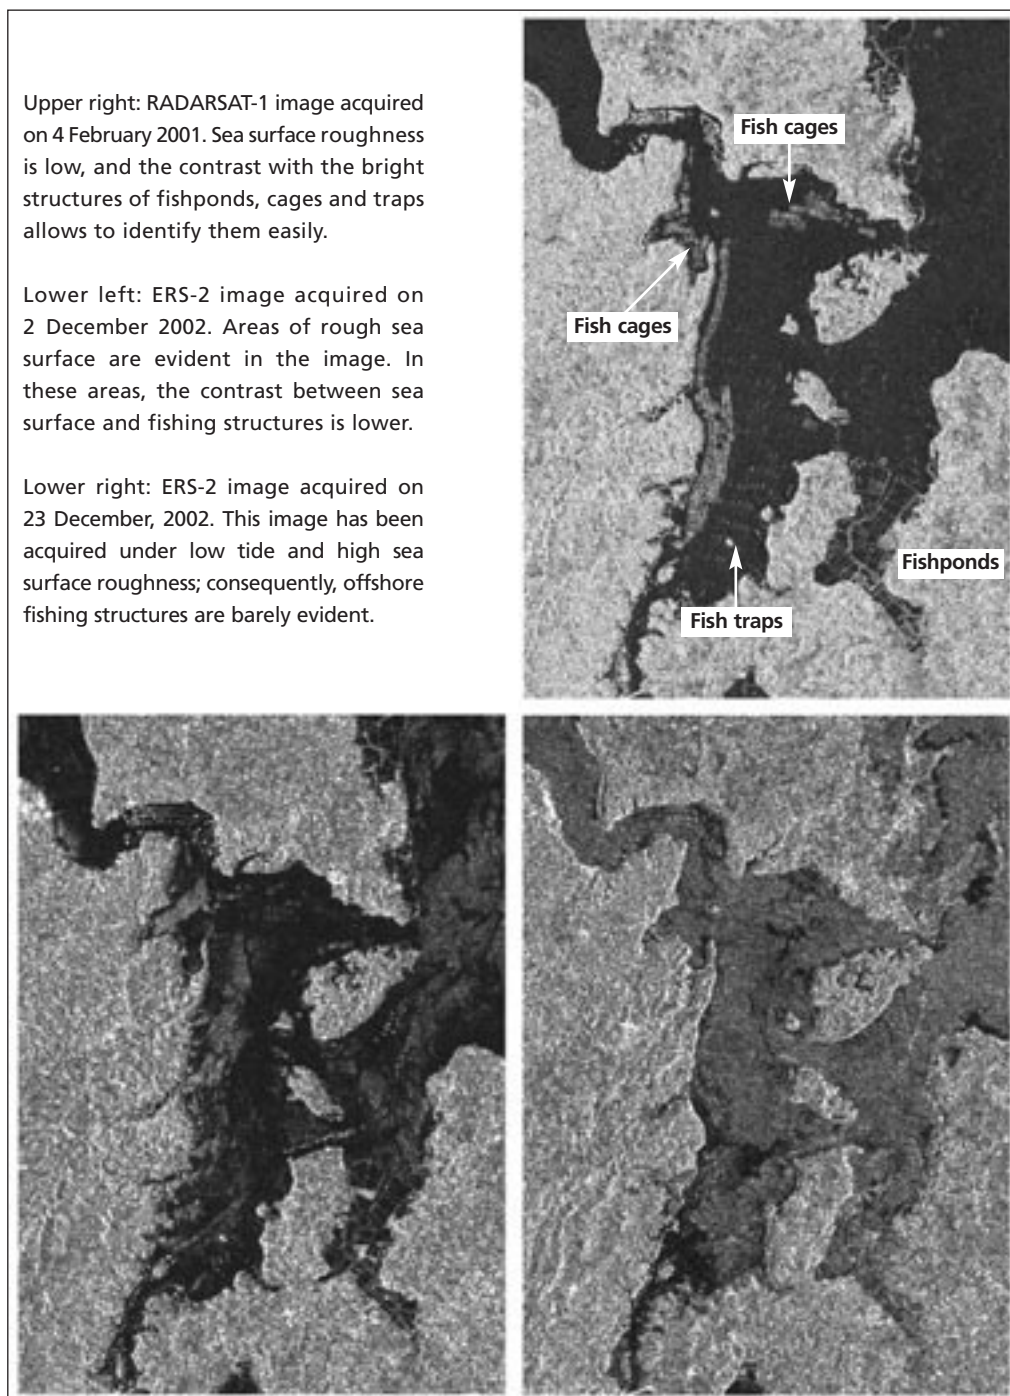 Upper right: RADARSAT-1 image acquired
on 4 February 2001. Sea surface roughness
is low, and the contrast with the bright
structures of fishponds, cages and traps
allows to identify them easily.
Lower left: ERS-2 image acquired on
2 December 2002. Areas of rough sea
surface are evident in the image. In
these areas, the contrast between sea
surface and fishing structures is lower.
Lower right: ERS-2 image acquired on
23 December, 2002. This image has been
acquired under low tide and high sea
surface roughness; consequently, offshore
fishing structures are barely evident.
Fish cages
Fish cages
Fishponds
Fish traps